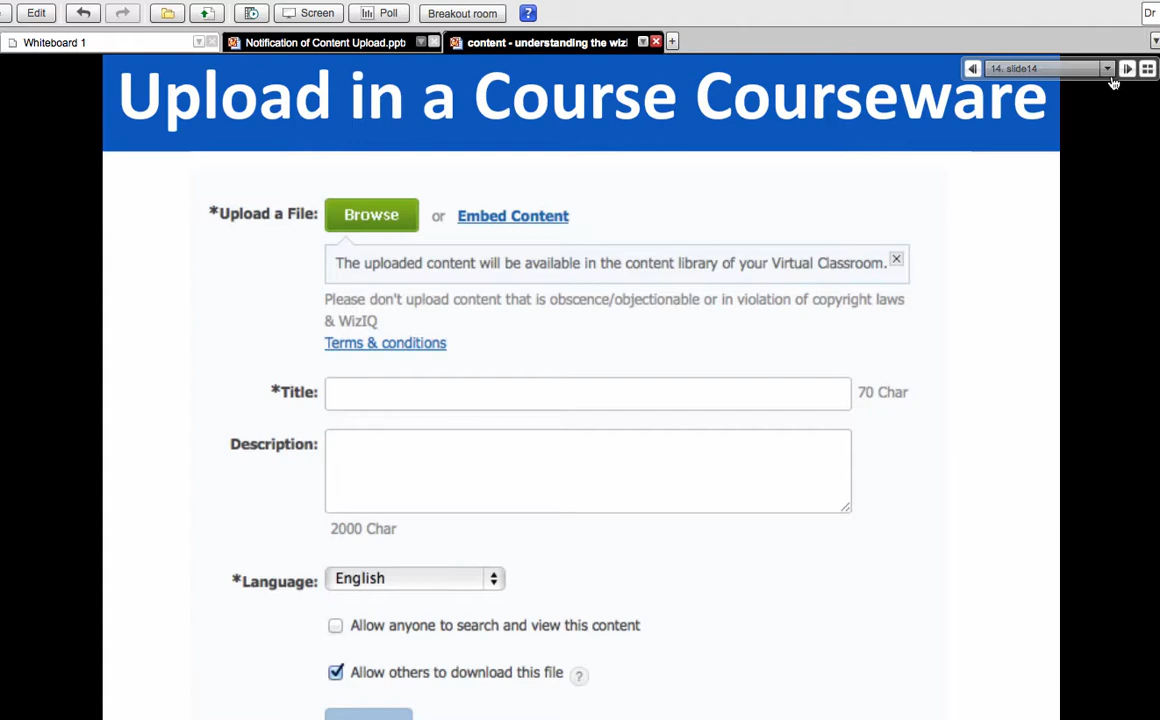 Edit
Screen
Poll
Breakout room
?
Dr
Whiteboard 1
Notification of Content Upload.ppb
content - understanding the wiz
14. slide14
Upload in a Course Courseware
*Upload a File: Browse or Embed Content
The uploaded content will be available in the content library of your Virtual Classroom.
Please don't upload content that is obscence/objectionable or in violation of copyright laws
& WizIQ
Terms & conditions
*Title: 70 Char
Description:
2000 Char
*Language: English
Allow anyone to search and view this content
Allow others to download this file ?